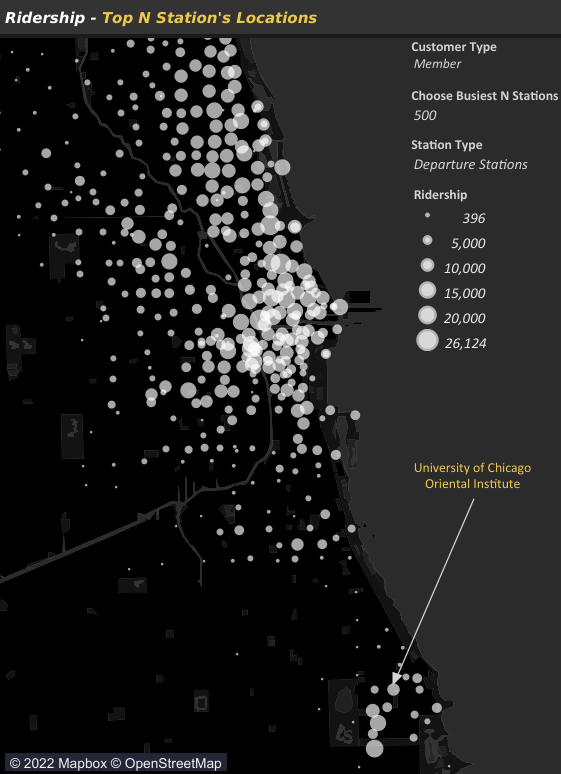 Ridership - Top N Station's Locations
Customer Type
Member
Choose Busiest N Stations
500
Station Type
Departure Stations
Ridership
396
5,000
10,000
15,000
20,000
26,124
University of Chicago
Oriental Institute
© 2022 Mapbox © OpenStreetMap